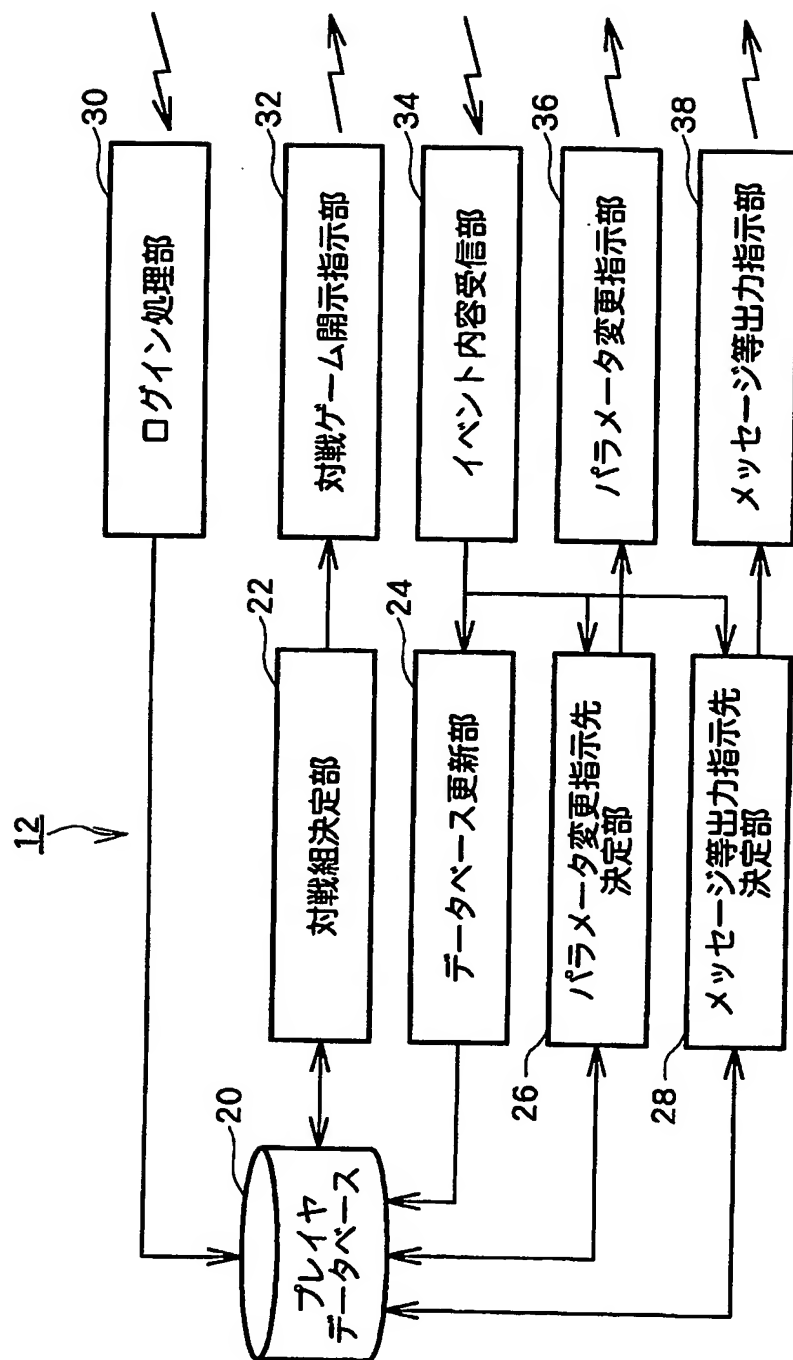 12
30
ログイン処理部
20
プレイヤ
データベース
22
対戦組決定部
32
対戦ゲーム開示指示部
24
データベース更新部
34
イベント内容受信部
26
パラメータ変更指示先
決定部
36
パラメータ変更指示部
28
メッセージ等出力指示先
決定部
38
メッセージ等出力指示部